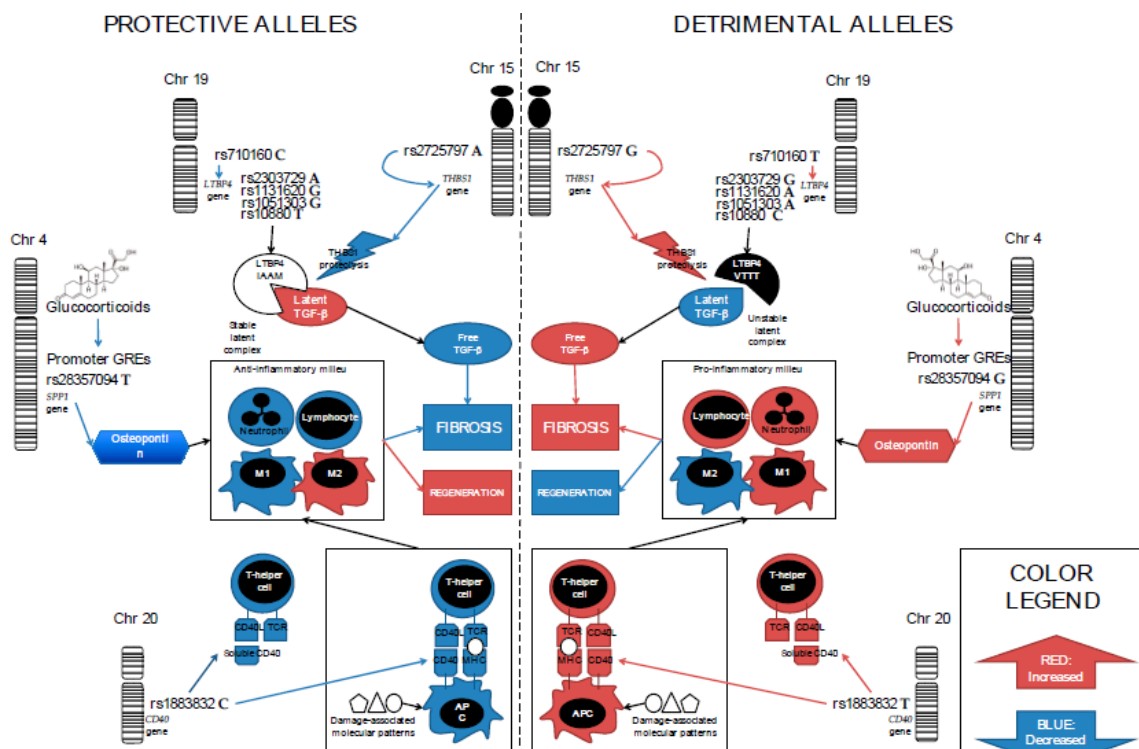 PROTECTIVE ALLELES
DETRIMENTAL ALLELES
Chr 19
Chr 15
rs710160 C
LTBP4
gene
rs2303729 A
rs1131620 G
rs1051303 G
rs10880 T
rs2725797 A
THBS1
gene
THBS1
proteolysis
LTBP4
IAAM
Latent
TGF-β
Stable
latent
complex
Free
TGF-β
Chr 4
Glucocorticoids
Promoter GREs
rs28357094 T
SPP1
gene
Osteoponti
n
Anti-inflammatory milieu
Neutrophil
Lymphocyte
M1
M2
FIBROSIS
REGENERATION
Chr 20
rs1883832 C
CD40
gene
T-helper
cell
CD40L
TCR
Soluble CD40
T-helper
cell
CD40L
TCR
CD40
MHC
AP
C
Damage-associated
molecular patterns
Chr 15
Chr 19
rs2725797 G
THBS1
gene
rs710160 T
LTBP4
gene
rs2303729 G
rs1131620 A
rs1051303 A
rs10880 C
THBS1
proteolysis
LTBP4
VTTT
Latent
TGF-β
Unstable
latent
complex
Free
TGF-β
Chr 4
Glucocorticoids
Promoter GREs
rs28357094 G
SPP1
gene
Osteopontin
Pro-inflammatory milieu
Lymphocyte
Neutrophil
M2
M1
FIBROSIS
REGENERATION
T-helper
cell
TCR
CD40L
MHC
CD40
APC
Damage-associated
molecular patterns
T-helper
cell
TCR
CD40L
Soluble CD40
Chr 20
rs1883832 T
CD40
gene
COLOR
LEGEND
RED:
Increased
BLUE:
Decreased